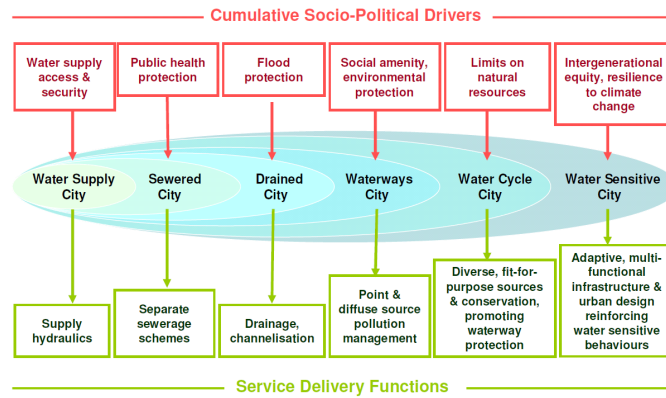 Cumulative Socio-Political Drivers
Water supply
access &
security
Public health
protection
Flood
protection
Social amenity,
environmental
protection
Limits on
natural
resources
Intergenerational
equity, resilience
to climate
change
Water Supply
City
Sewered
City
Drained
City
Waterways
City
Water Cycle
City
Water Sensitive
City
Supply
hydraulics
Separate
sewerage
schemes
Drainage,
channelisation
Point &
diffuse source
pollution
management
Diverse, fit-for-
purpose sources
& conservation,
promoting
waterway
protection
Adaptive, multi-
functional
infrastructure &
urban design
reinforcing
water sensitive
behaviours
Service Delivery Functions